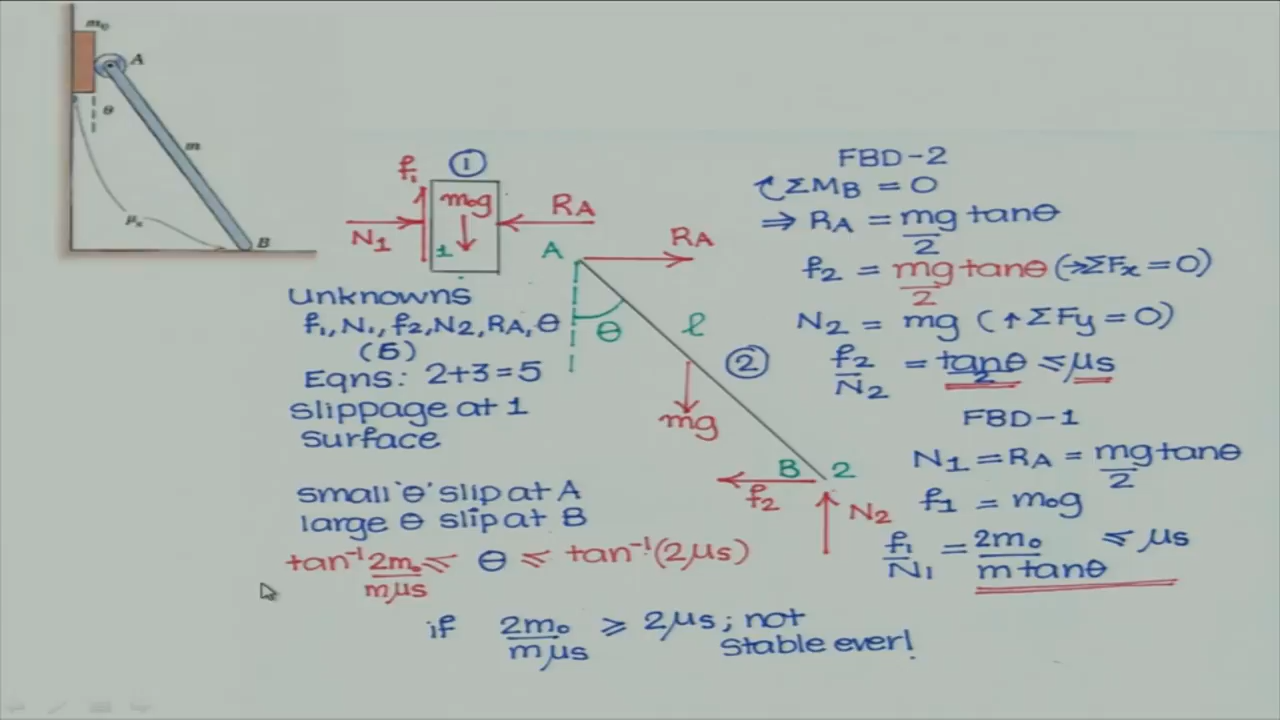 m₀
A
θ
m
μs
B
①
f₁
m₀g
N₁
RA
1
A
RA
θ
l
②
mg
B
2
f₂
N₂
unknowns
f₁, N₁, f₂, N₂, RA, θ
(6)
Eqns: 2+3=5
slippage at 1
surface
small 'θ' slip at A
large θ slip at B
tan⁻¹ 2m₀/mμs ≤ θ ≤ tan⁻¹(2μs)
if 2m₀/mμs ≥ 2μs; not
stable ever!
FBD-2
ΣMB = 0
⇒ RA = mg/2 tanθ
f₂ = mg/2 tanθ (→ΣFx = 0)
N₂ = mg (↑ΣFy = 0)
f₂/N₂ = tanθ/2 ≤ μs
FBD-1
N₁ = RA = mg/2 tanθ
f₁ = m₀g
f₁/N₁ = 2m₀/m tanθ ≤ μs